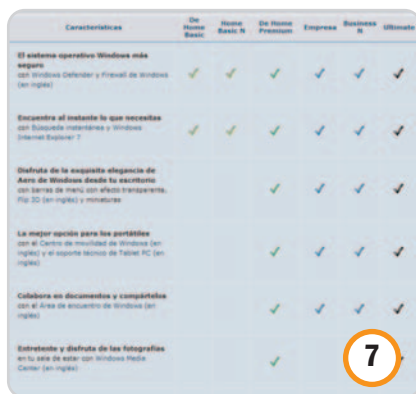 Características
De Home Basic
Home Basic N
De Home Premium
Empresa
Business N
Ultimate
El sistema operativo Windows más
seguro
con Windows Defender y Firewall de Windows
(en inglés)
Encuentra al instante lo que necesitas
con Búsqueda instantánea y Windows
Internet Explorer 7
Disfruta de la exquisita elegancia de
Aero de Windows desde tu escritorio
con barras de menú con efecto transparente,
Flip 3D (en inglés) y miniaturas
La mejor opción para los portátiles
con el Centro de movilidad de Windows (en
inglés) y el soporte técnico de Tablet PC (en
inglés)
Colabora en documentos y compártelos
con el Área de encuentro de Windows (en
inglés)
Entretente y disfruta de las fotografías
en tu sala de estar con Windows Media
Center (en inglés)
7